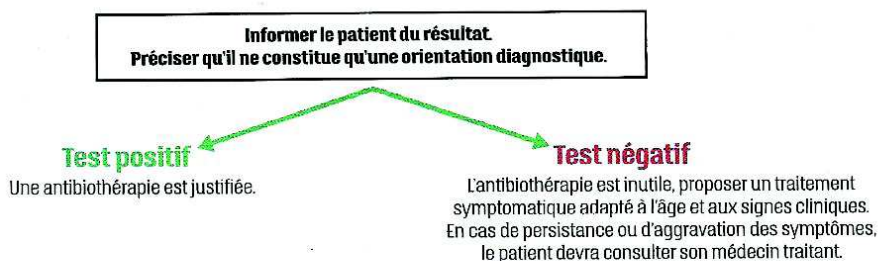 Informer le patient du résultat.
Préciser qu'il ne constitue qu'une orientation diagnostique.
Test positif
Une antibiothérapie est justifiée.
Test négatif
L'antibiothérapie est inutile, proposer un traitement
symptomatique adapté à l'âge et aux signes cliniques.
En cas de persistance ou d'aggravation des symptômes,
le patient devra consulter son médecin traitant.